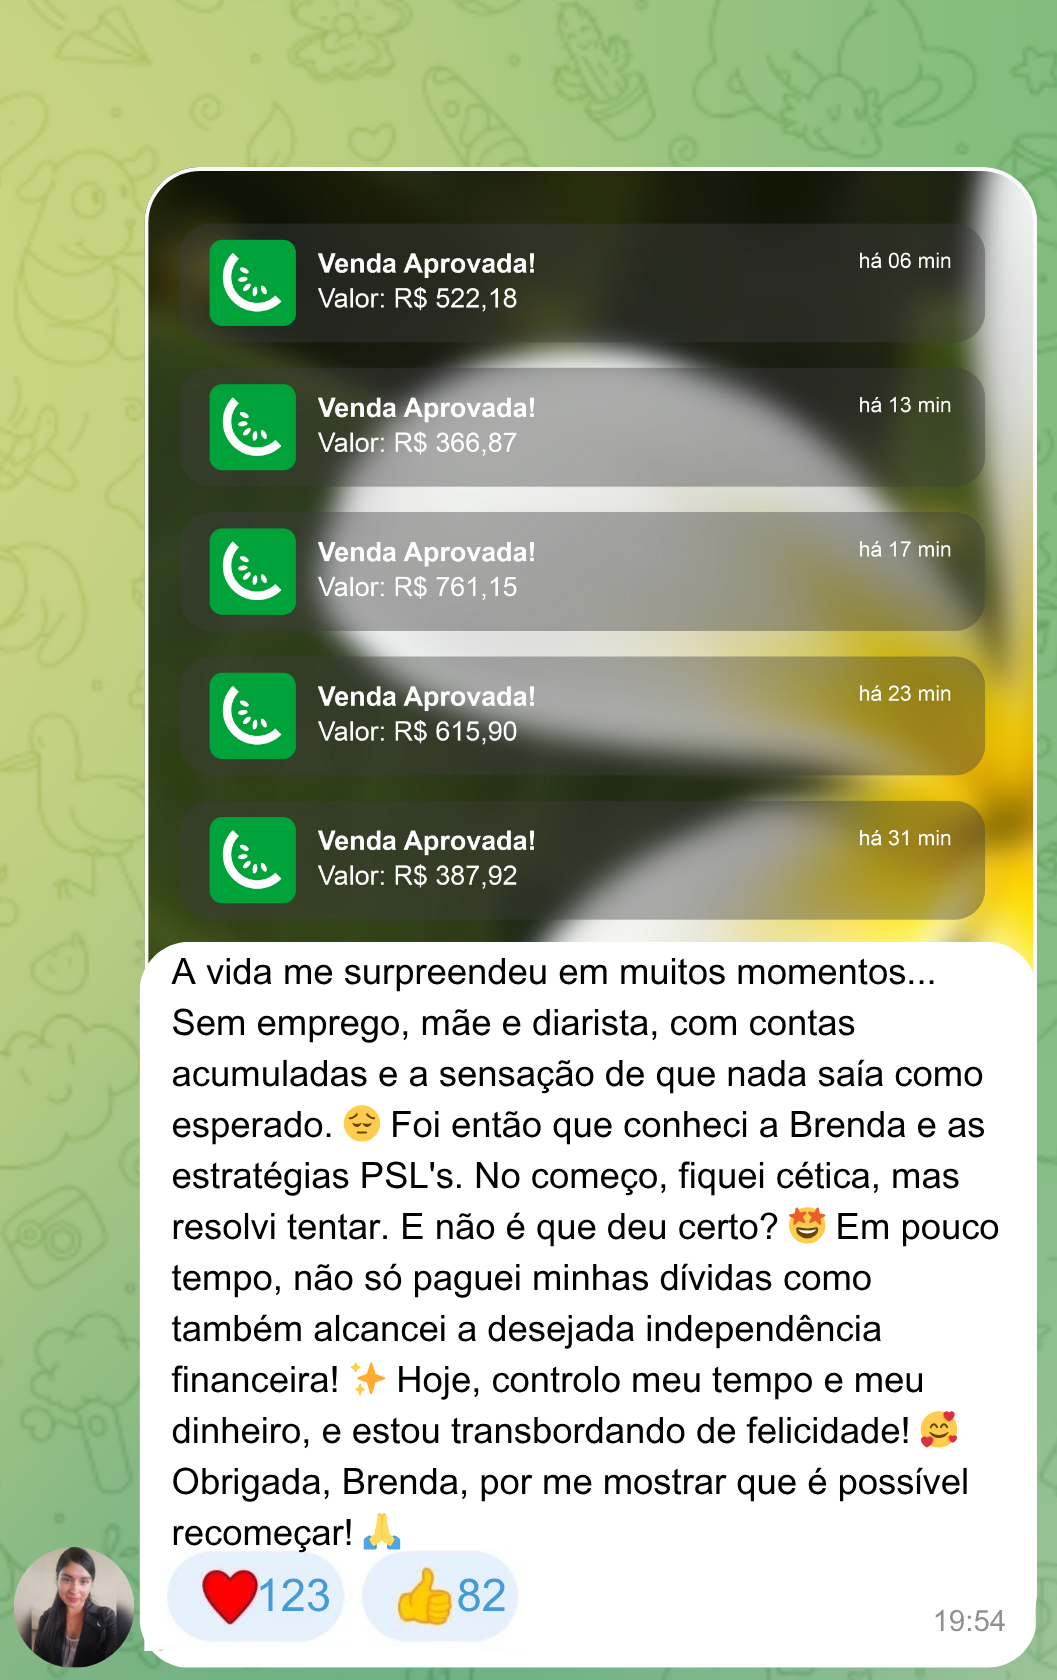 Venda Aprovada!
há 06 min
Valor: R$ 522,18
Venda Aprovada!
há 13 min
Valor: R$ 366,87
Venda Aprovada!
há 17 min
Valor: R$ 761,15
Venda Aprovada!
há 23 min
Valor: R$ 615,90
Venda Aprovada!
há 31 min
Valor: R$ 387,92
A vida me surpreendeu em muitos momentos...
Sem emprego, mãe e diarista, com contas
acumuladas e a sensação de que nada saía como
esperado. 😔 Foi então que conheci a Brenda e as
estratégias PSL's. No começo, fiquei cética, mas
resolvi tentar. E não é que deu certo? 🤩 Em pouco
tempo, não só paguei minhas dívidas como
também alcancei a desejada independência
financeira! ✨ Hoje, controlo meu tempo e meu
dinheiro, e estou transbordando de felicidade! 🥰
Obrigada, Brenda, por me mostrar que é possível
recomeçar! 🙏
❤️123 👍82
19:54